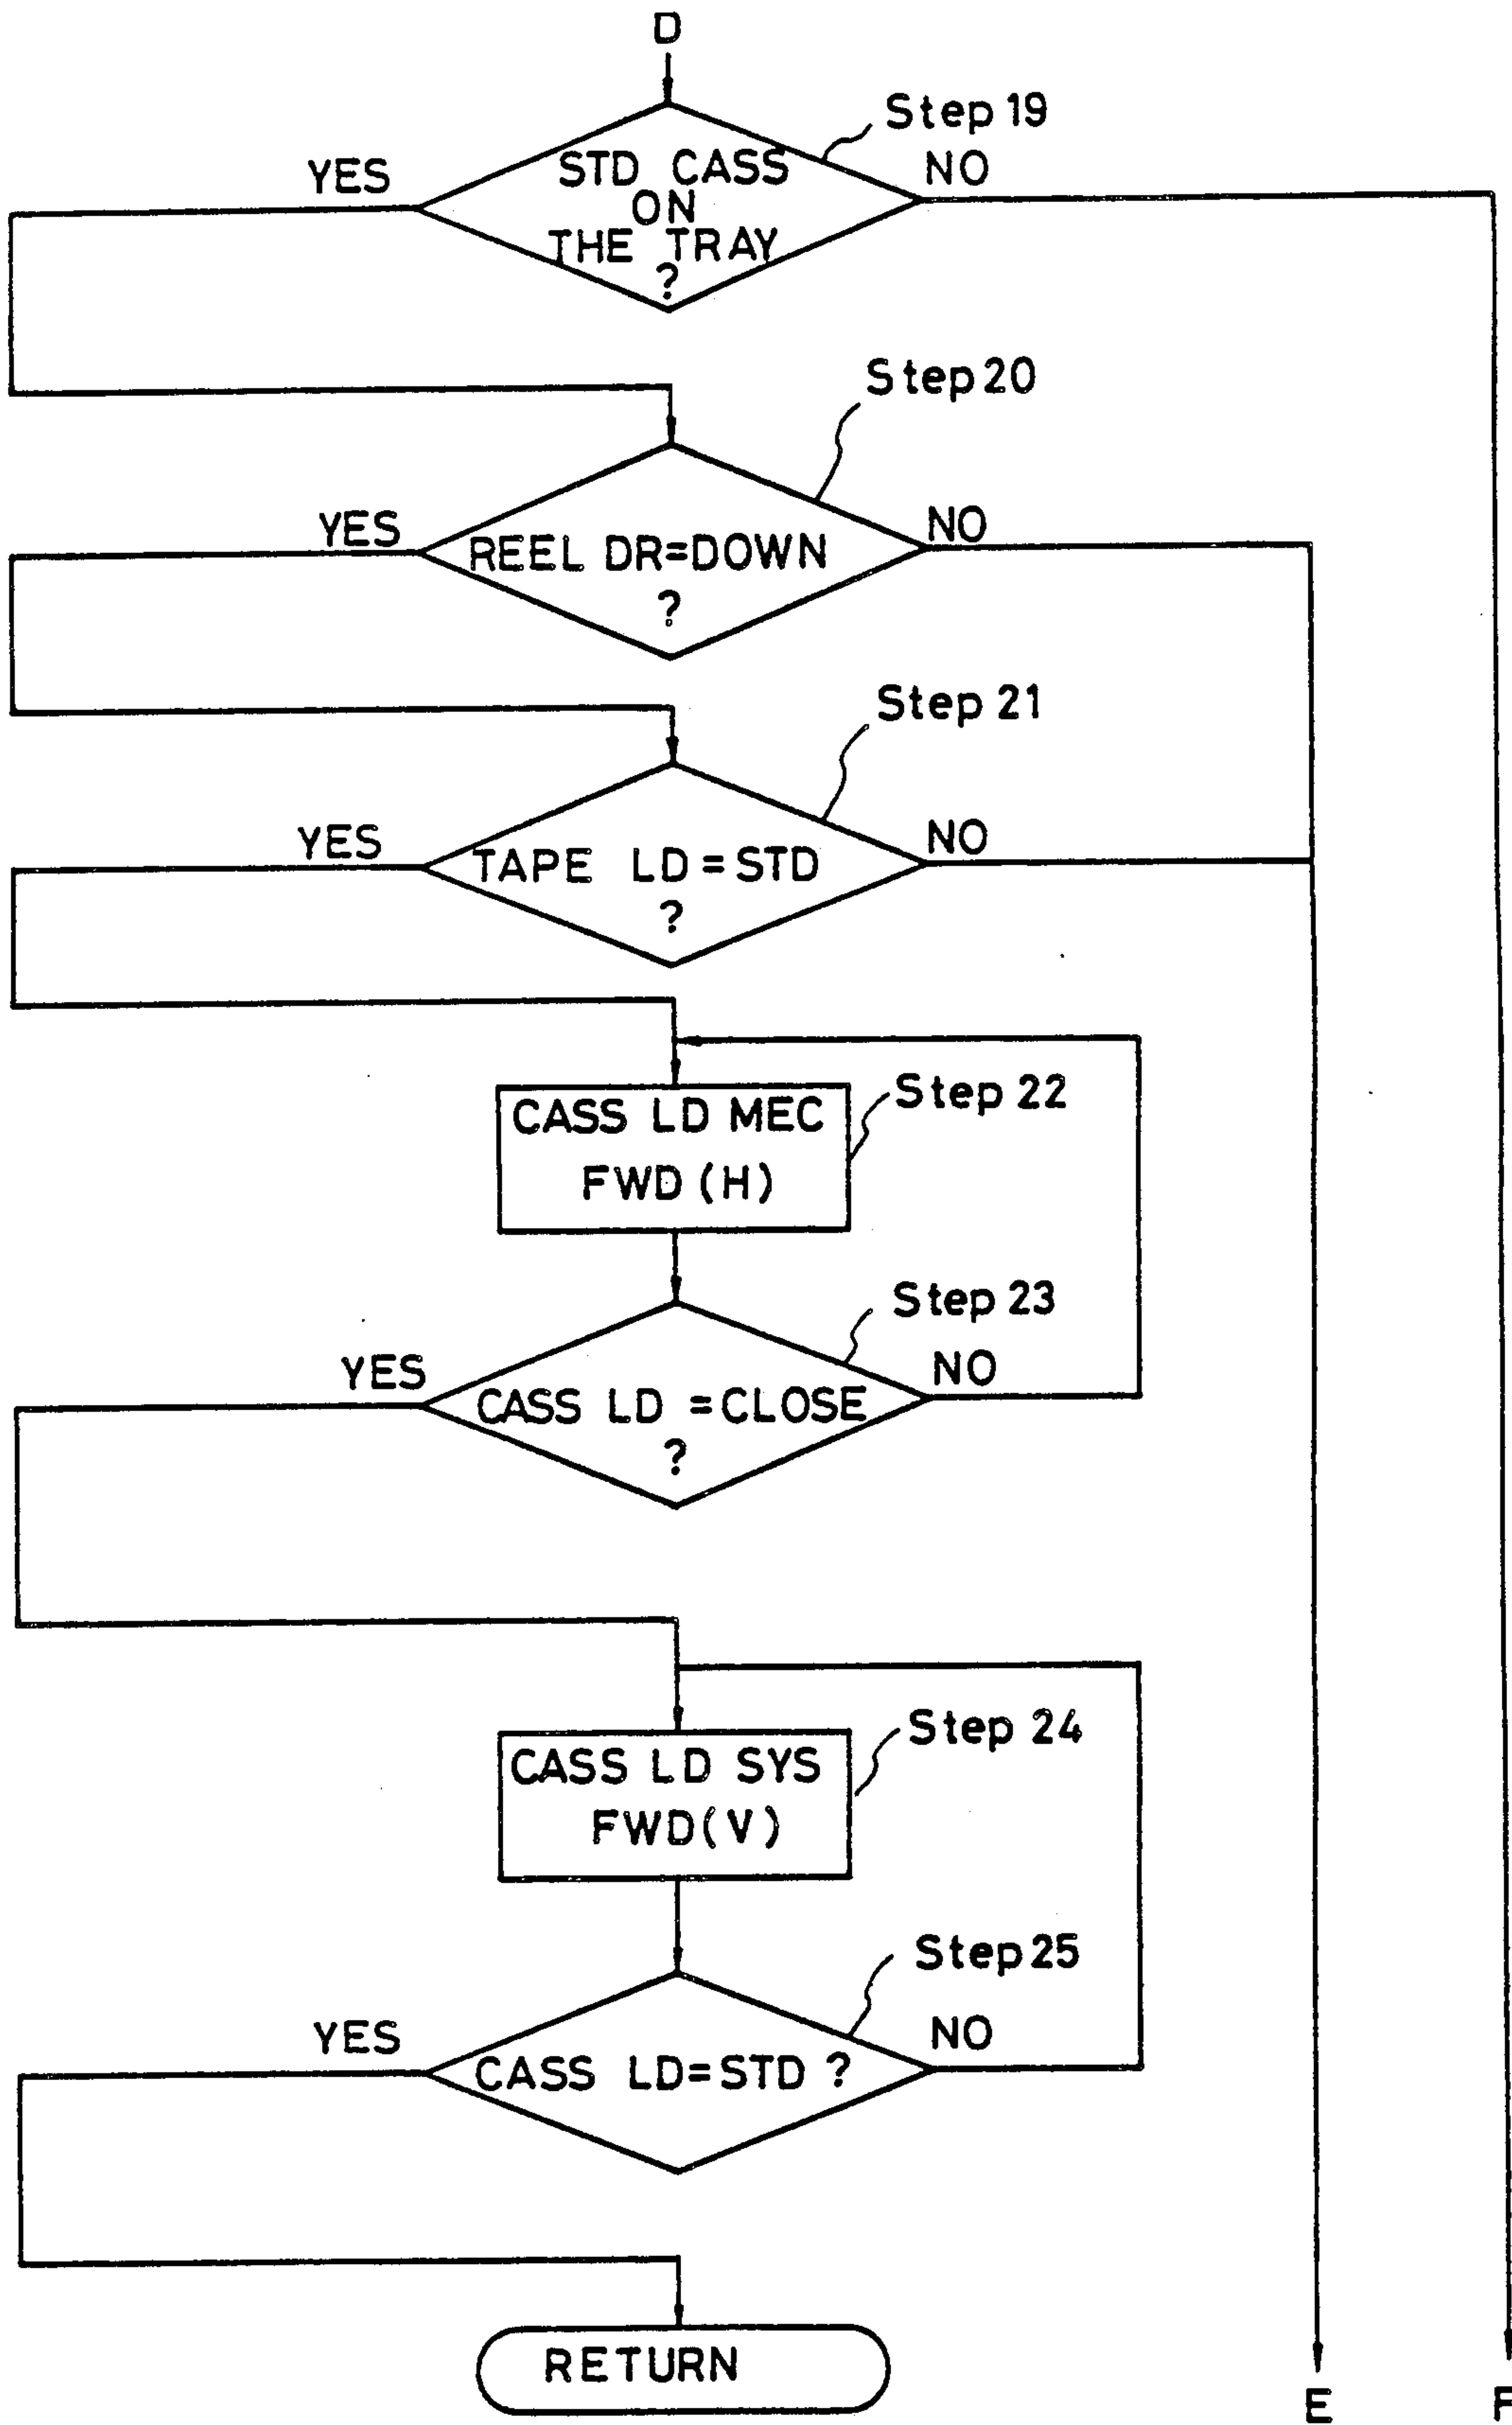 D
Step 19
YES
NO
STD CASS
ON
THE TRAY
?
Step 20
YES
NO
REEL DR=DOWN
?
Step 21
YES
NO
TAPE LD=STD
?
Step 22
CASS LD MEC
FWD (H)
Step 23
YES
NO
CASS LD =CLOSE
?
Step 24
CASS LD SYS
FWD(V)
Step 25
YES
NO
CASS LD=STD ?
RETURN
E
F